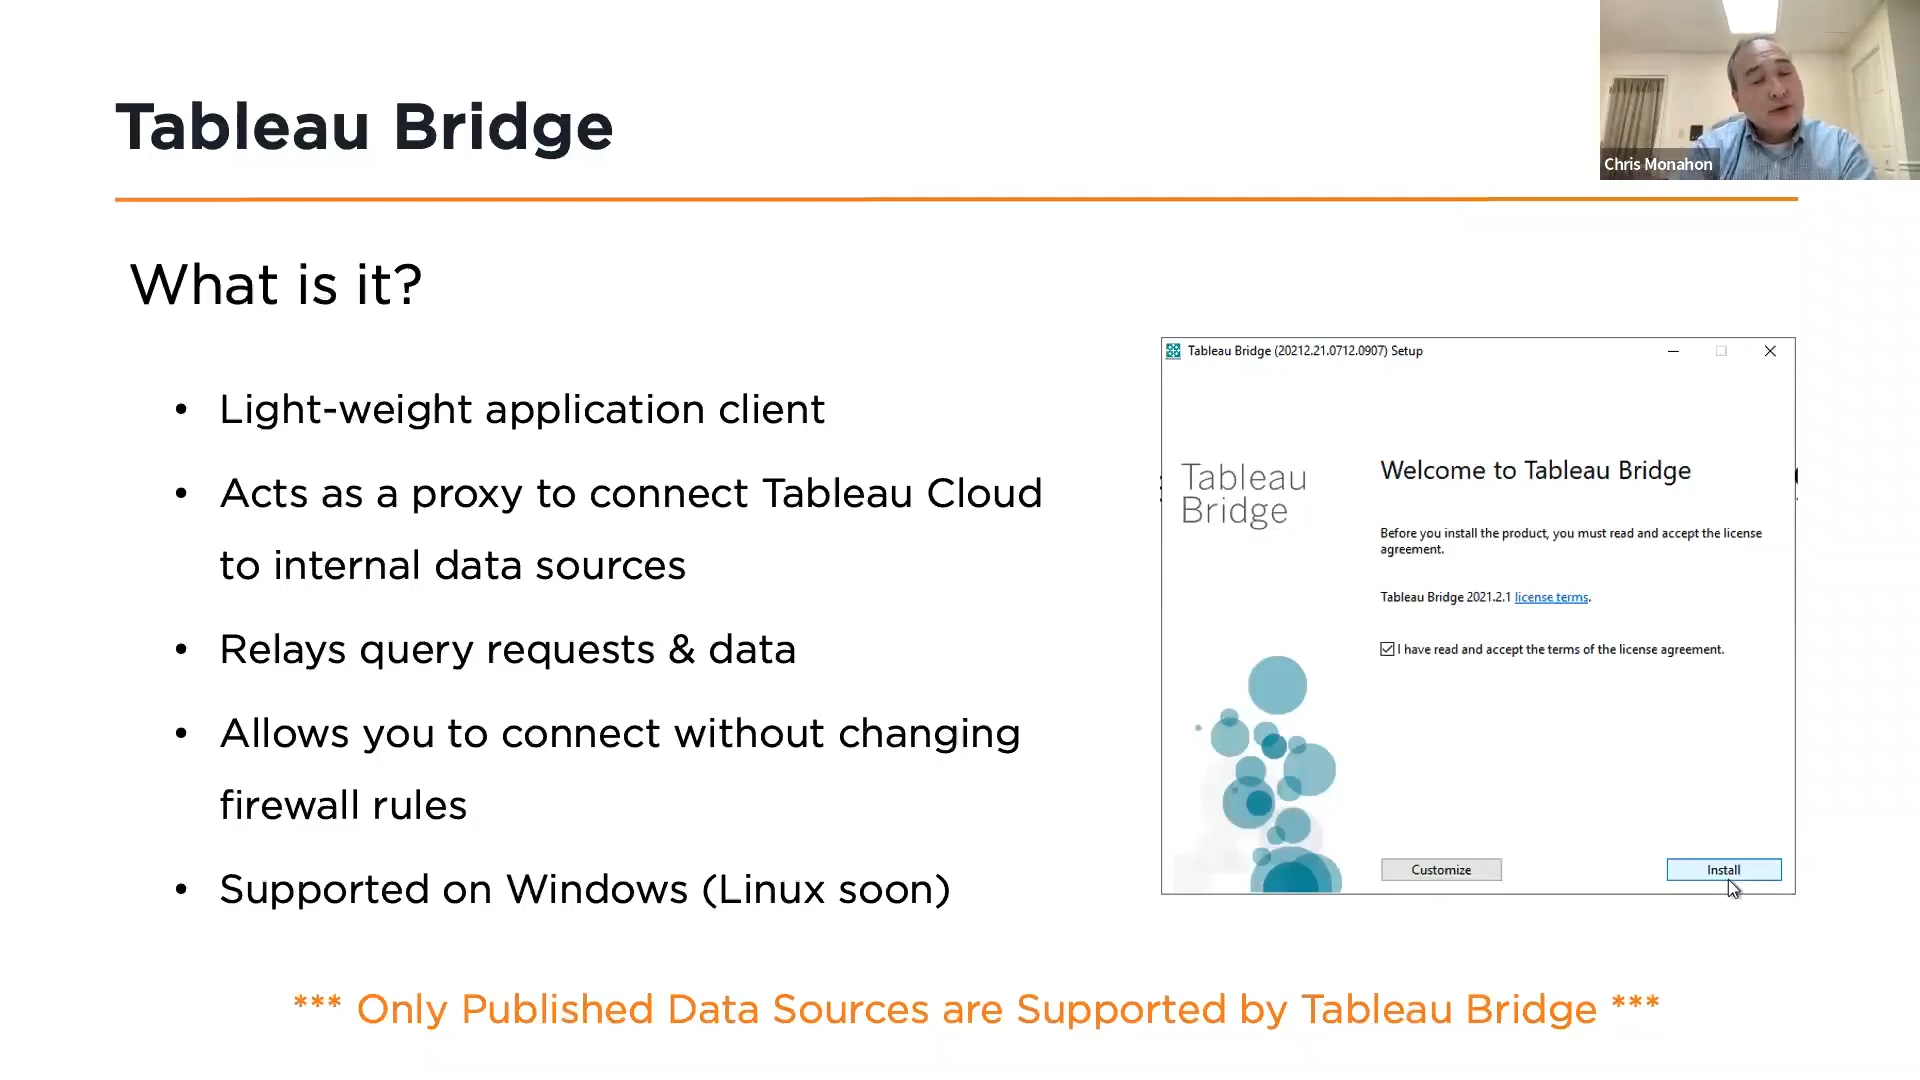 Tableau Bridge
Chris Monahon
What is it?
• Light-weight application client
• Acts as a proxy to connect Tableau Cloud
to internal data sources
• Relays query requests & data
• Allows you to connect without changing
firewall rules
• Supported on Windows (Linux soon)
Tableau Bridge (20212.21.0712.0907) Setup
Tableau
Bridge
Welcome to Tableau Bridge
Before you install the product, you must read and accept the license
agreement.
Tableau Bridge 2021.2.1 license terms.
I have read and accept the terms of the license agreement.
Customize
Install
*** Only Published Data Sources are Supported by Tableau Bridge ***